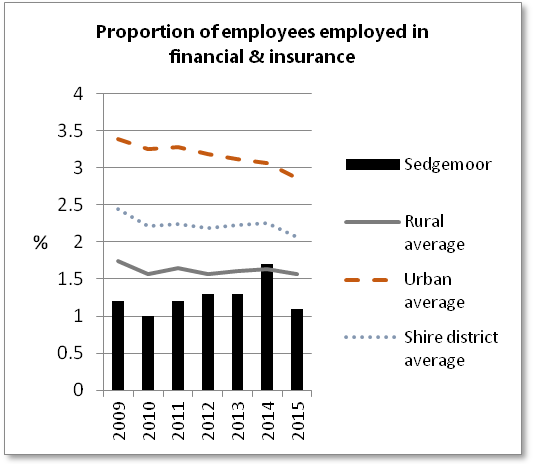 Proportion of employees employed in
financial & insurance
4
3.5
3
2.5
2
1.5
1
0.5
0
%
2009
2010
2011
2012
2013
2014
2015
Sedgemoor
Rural
average
Urban
average
Shire district
average